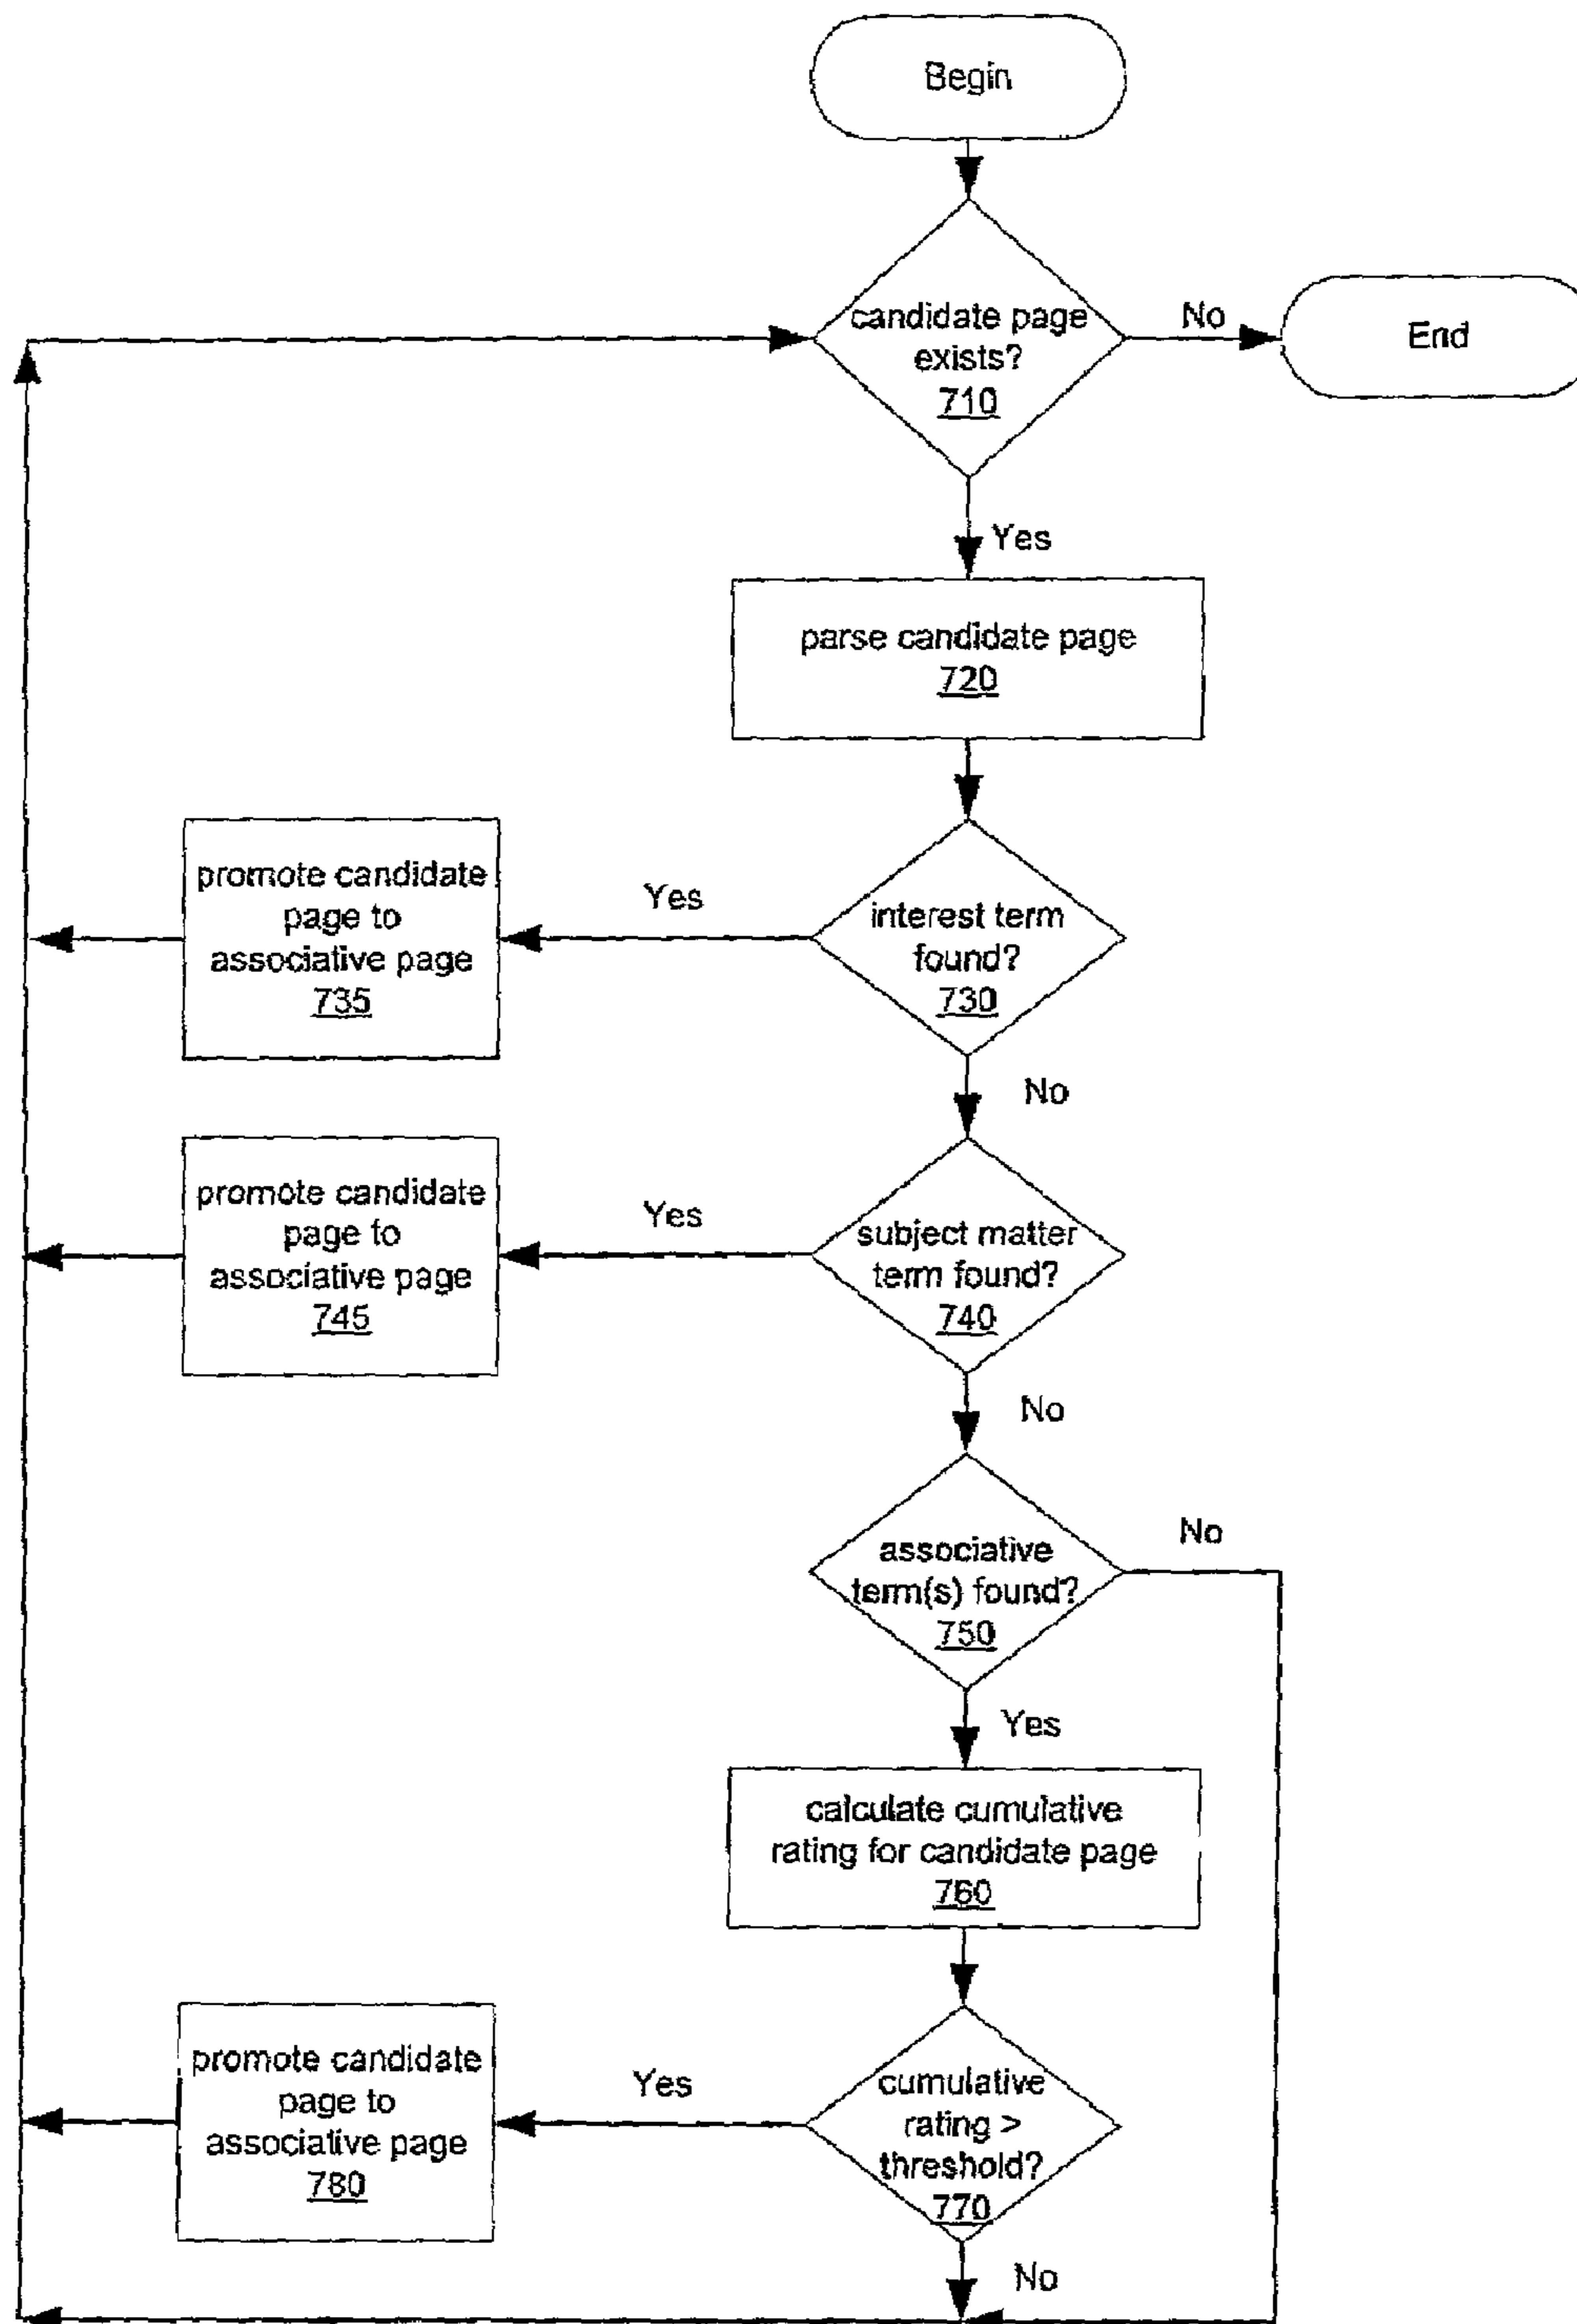 Begin
candidate page
exists?
710
No
End
Yes
parse candidate page
720
promote candidate
page to
associative page
735
Yes
interest term
found?
730
No
promote candidate
page to
associative page
745
Yes
subject matter
term found?
740
No
associative
term(s) found?
750
No
Yes
calculate cumulative
rating for candidate page
760
promote candidate
page to
associative page
780
Yes
cumulative
rating >
threshold?
770
No